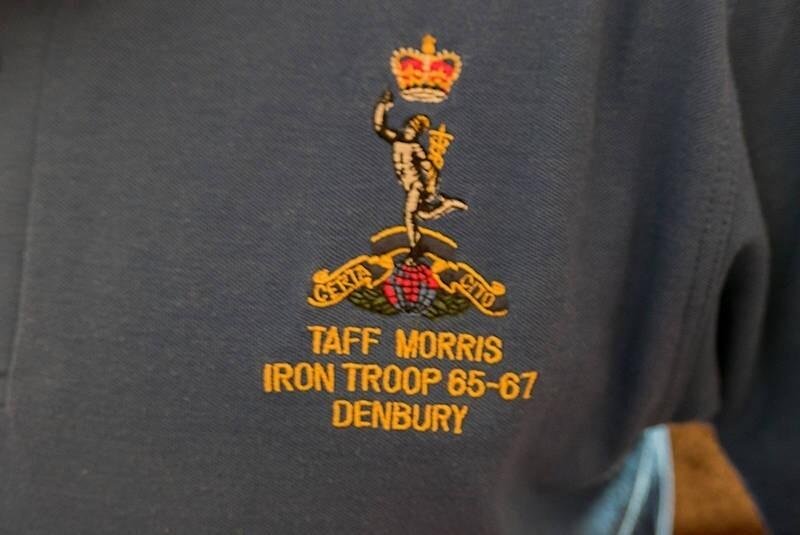 CERTA CITO
TAFF MORRIS
IRON TROOP 65-67
DENBURY